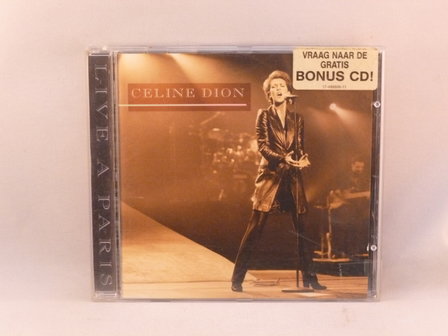 LIVE A PARIS
CELINE DION
VRAAG NAAR DE
GRATIS
BONUS CD!